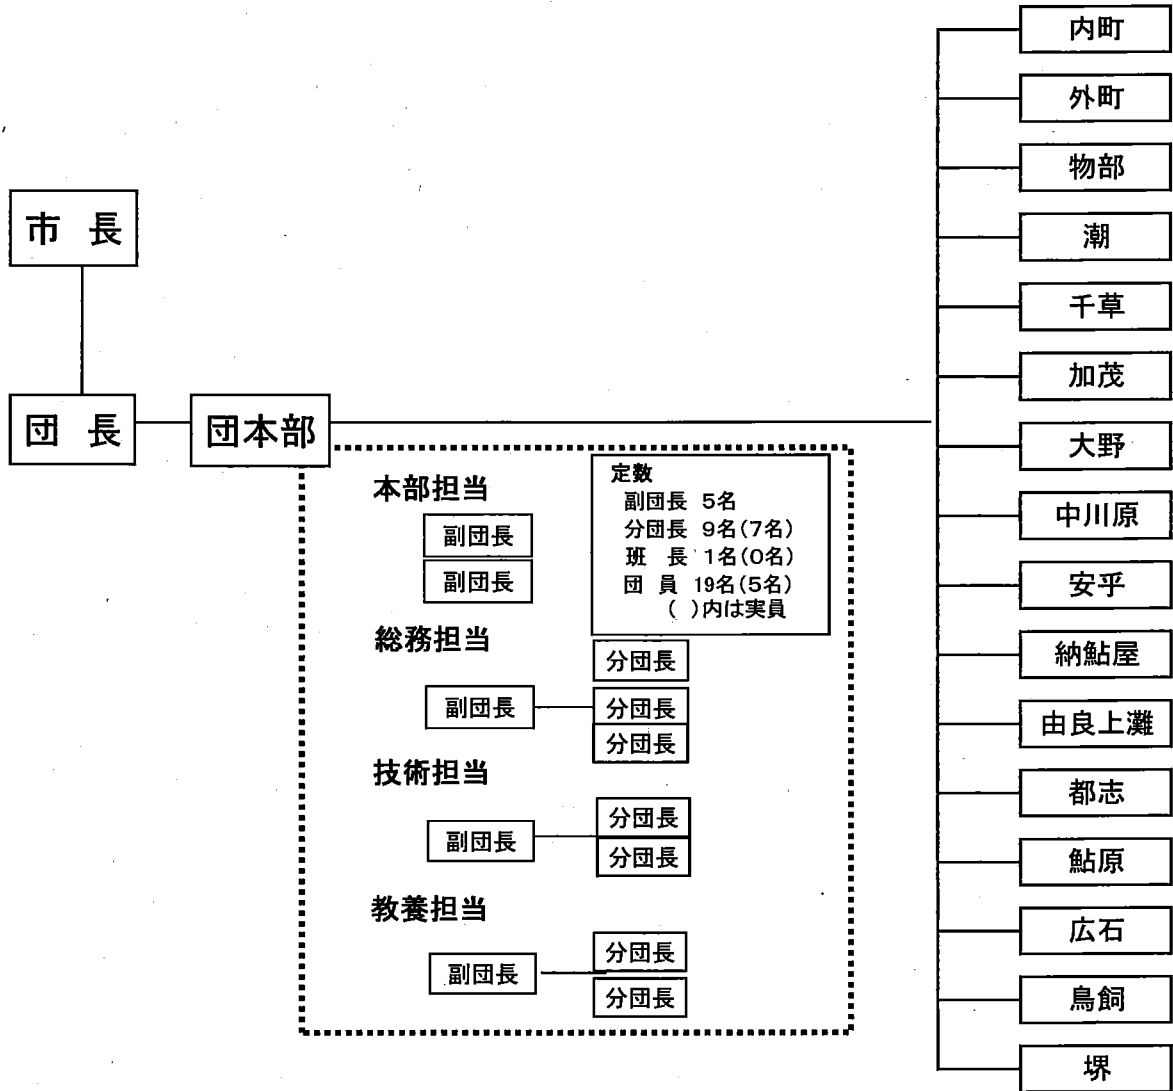 市 長
団 長
団本部
本部担当
副団長
副団長
定数
副団長 5名
分団長 9名(7名)
班 長 1名(0名)
団 員 19名(5名)
( )内は実員
総務担当
副団長
分団長
分団長
分団長
技術担当
副団長
分団長
分団長
教養担当
副団長
分団長
分団長
内町
外町
物部
潮
千草
加茂
大野
中川原
安乎
納鮎屋
由良上灘
都志
鮎原
広石
鳥飼
堺